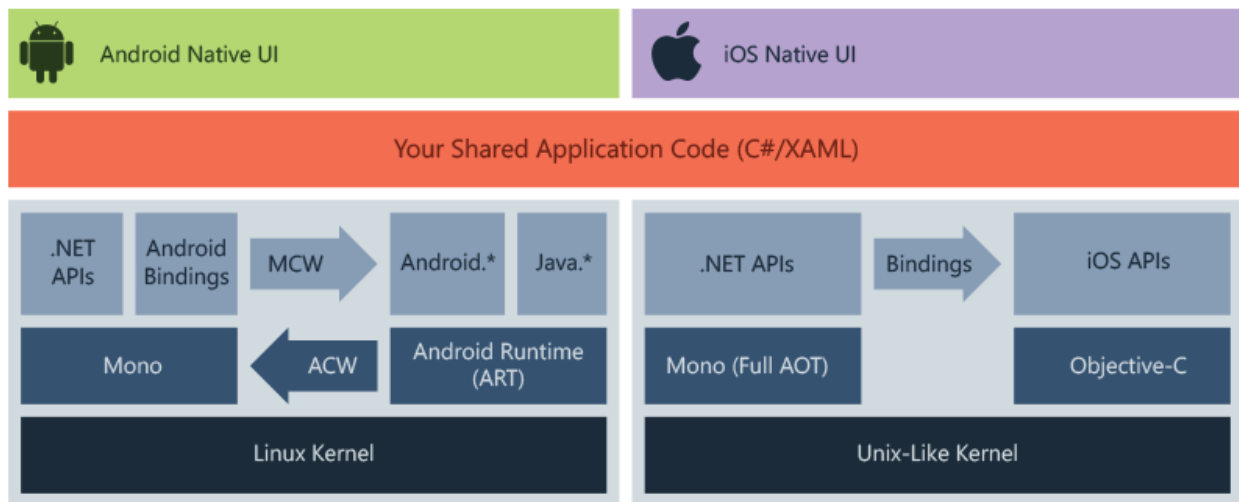 Android Native UI
iOS Native UI
Your Shared Application Code (C#/XAML)
.NET
APIs
Android
Bindings
MCW
Android.*
Java.*
Mono
ACW
Android Runtime
(ART)
Linux Kernel
.NET APIs
Bindings
iOS APIs
Mono (Full AOT)
Objective-C
Unix-Like Kernel